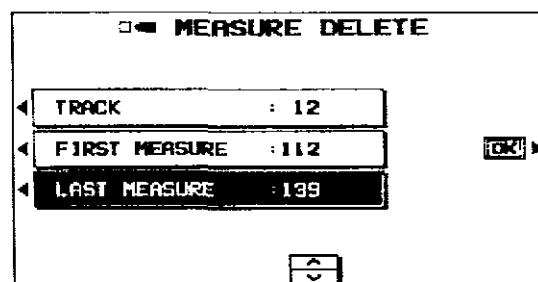 MEASURE DELETE
TRACK : 12
FIRST MEASURE :112
OK!
LAST MEASURE :139